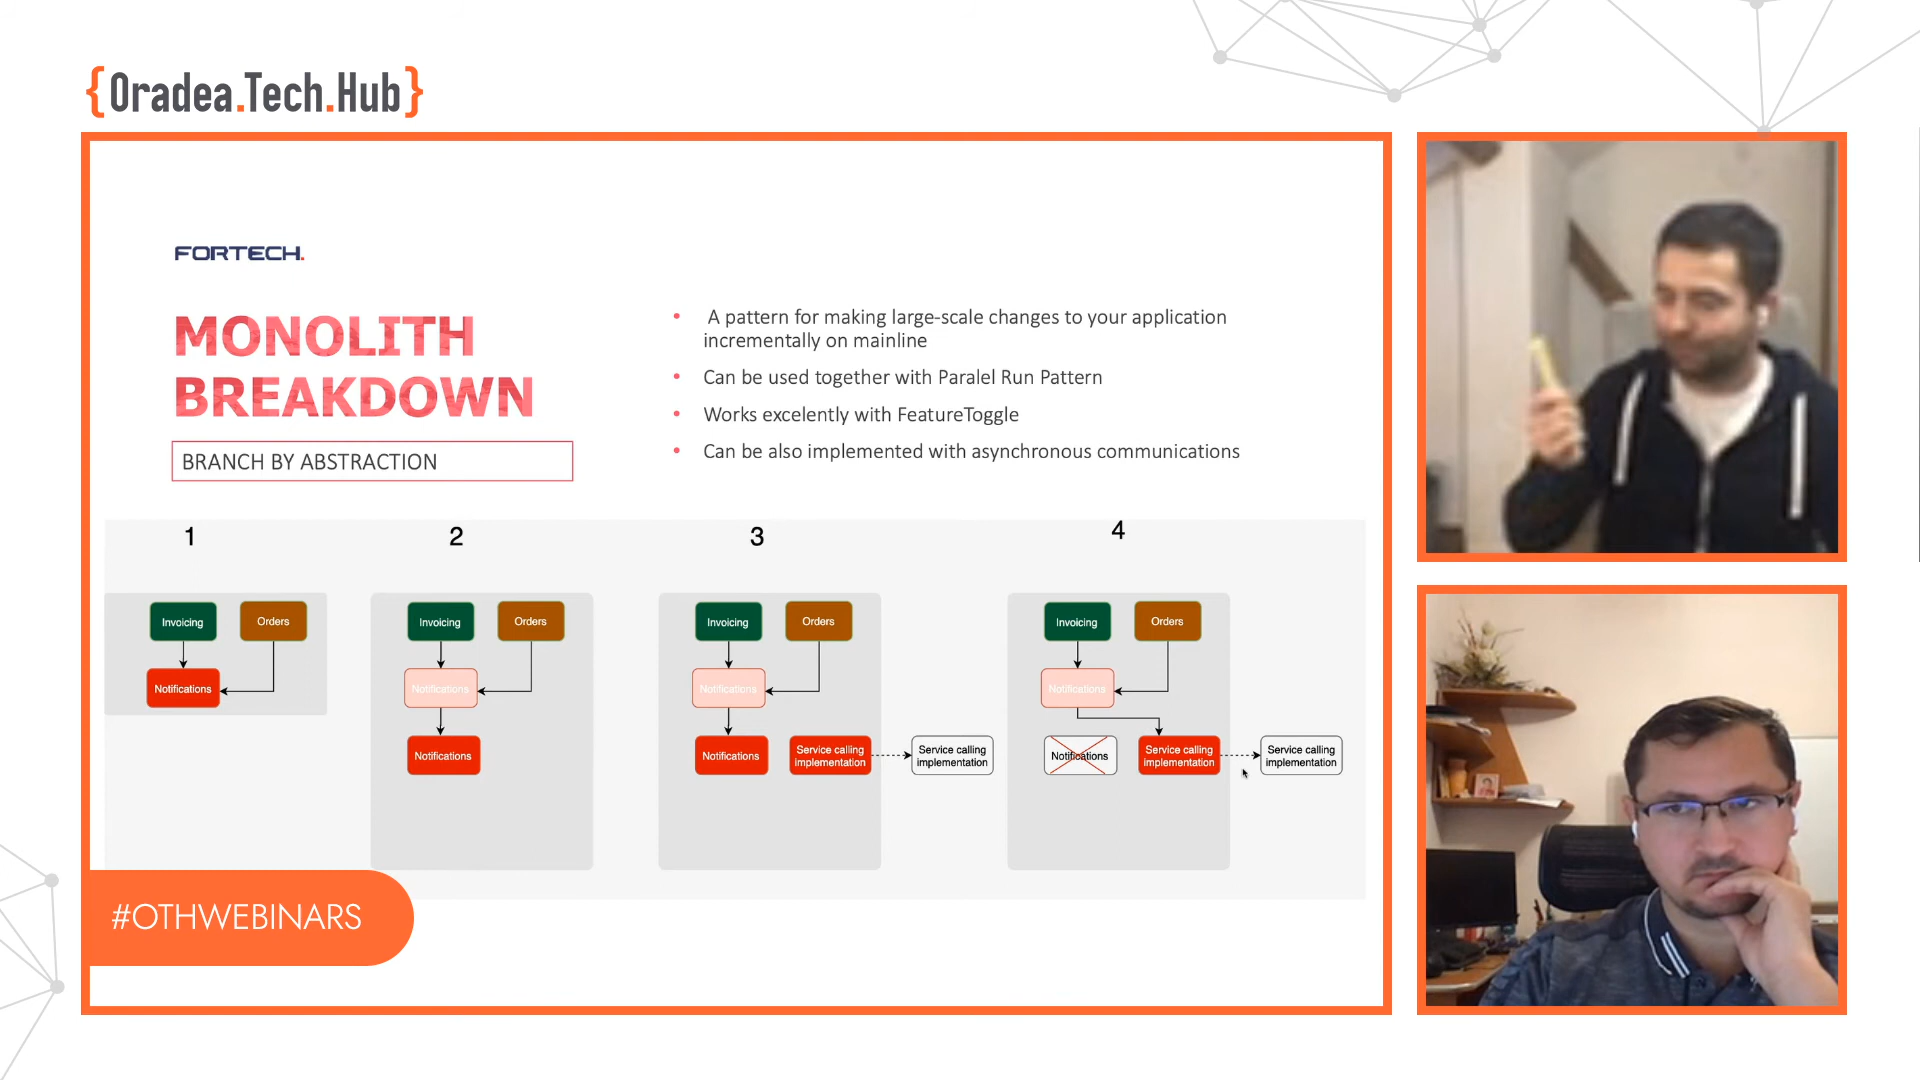 {Oradea.Tech.Hub}
FORTECH.
MONOLITH
BREAKDOWN
BRANCH BY ABSTRACTION
• A pattern for making large-scale changes to your application
incrementally on mainline
• Can be used together with Paralel Run Pattern
• Works excelently with FeatureToggle
• Can be also implemented with asynchronous communications
1
Invoicing
Orders
Notifications
2
Invoicing
Orders
Notifications
Notifications
3
Invoicing
Orders
Notifications
Notifications
Service calling
implementation
Service calling
implementation
4
Invoicing
Orders
Notifications
Notifications
Service calling
implementation
Service calling
implementation
#OTHWEBINARS